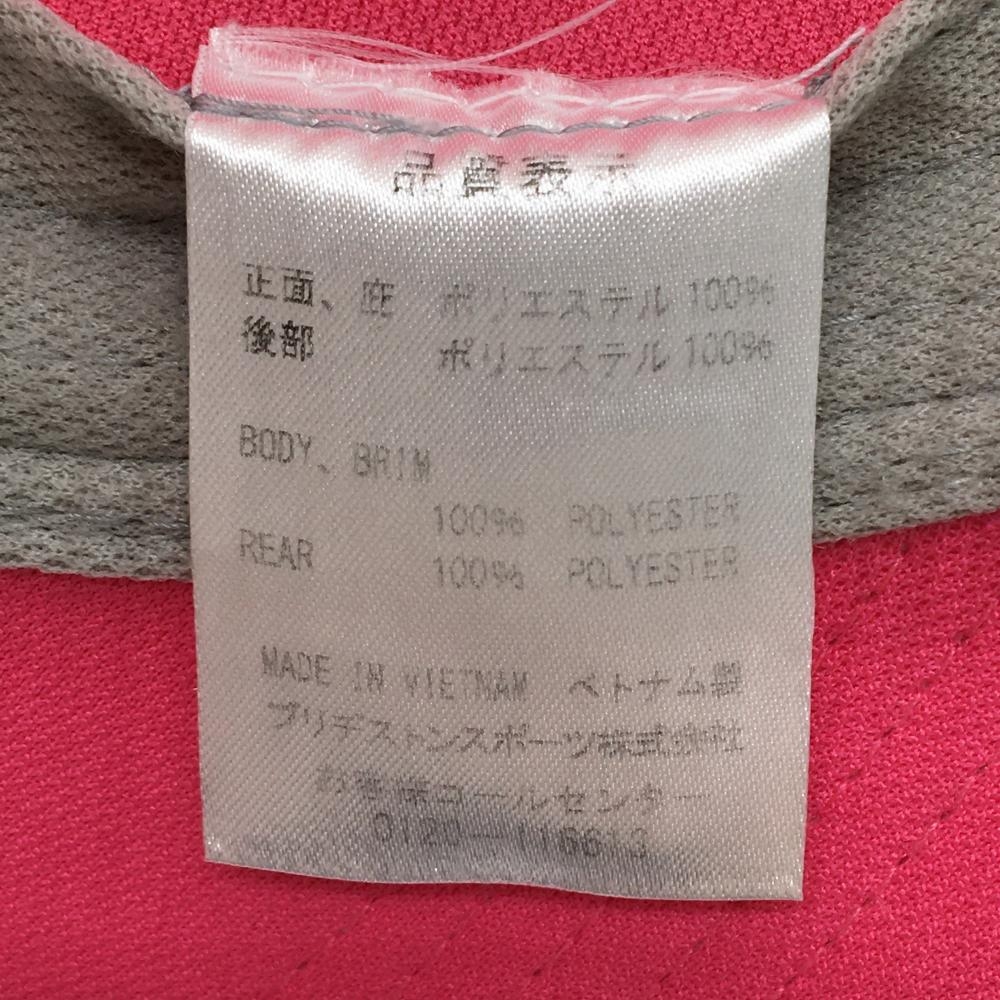 品質表示
正面、庇 ポリエステル 100%
後部 ポリエステル 100%
BODY、BRIM
100% POLYESTER
REAR 100% POLYESTER
MADE IN VIETNAM ベトナム製
ブリヂストンスポーツ株式会社
お客様コールセンター
0120-116613